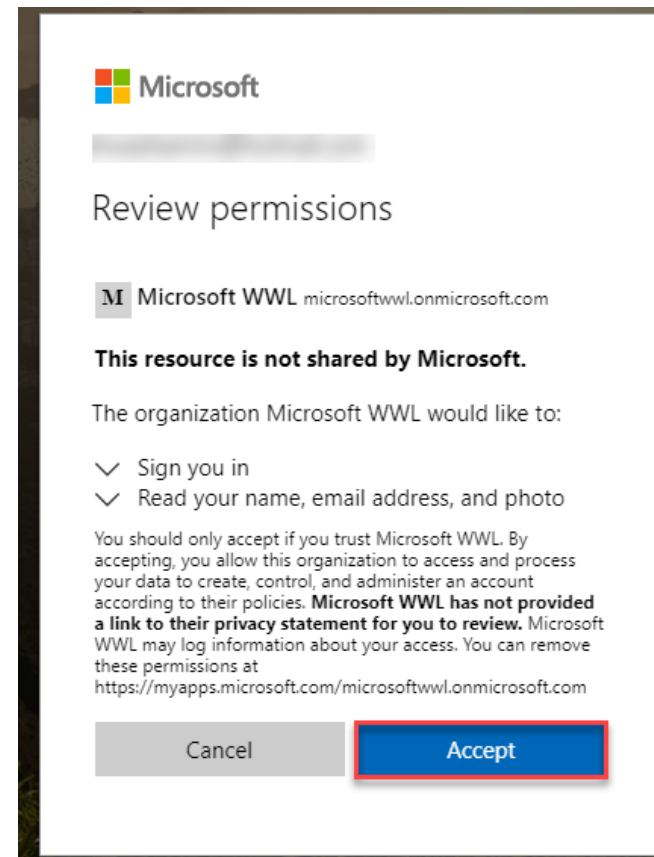 Microsoft
Review permissions
M Microsoft WWL microsoftwwl.onmicrosoft.com
This resource is not shared by Microsoft.
The organization Microsoft WWL would like to:
Sign you in
Read your name, email address, and photo
You should only accept if you trust Microsoft WWL. By
accepting, you allow this organization to access and process
your data to create, control, and administer an account
according to their policies. Microsoft WWL has not provided
a link to their privacy statement for you to review. Microsoft
WWL may log information about your access. You can remove
these permissions at
https://myapps.microsoft.com/microsoftwwl.onmicrosoft.com
Cancel Accept